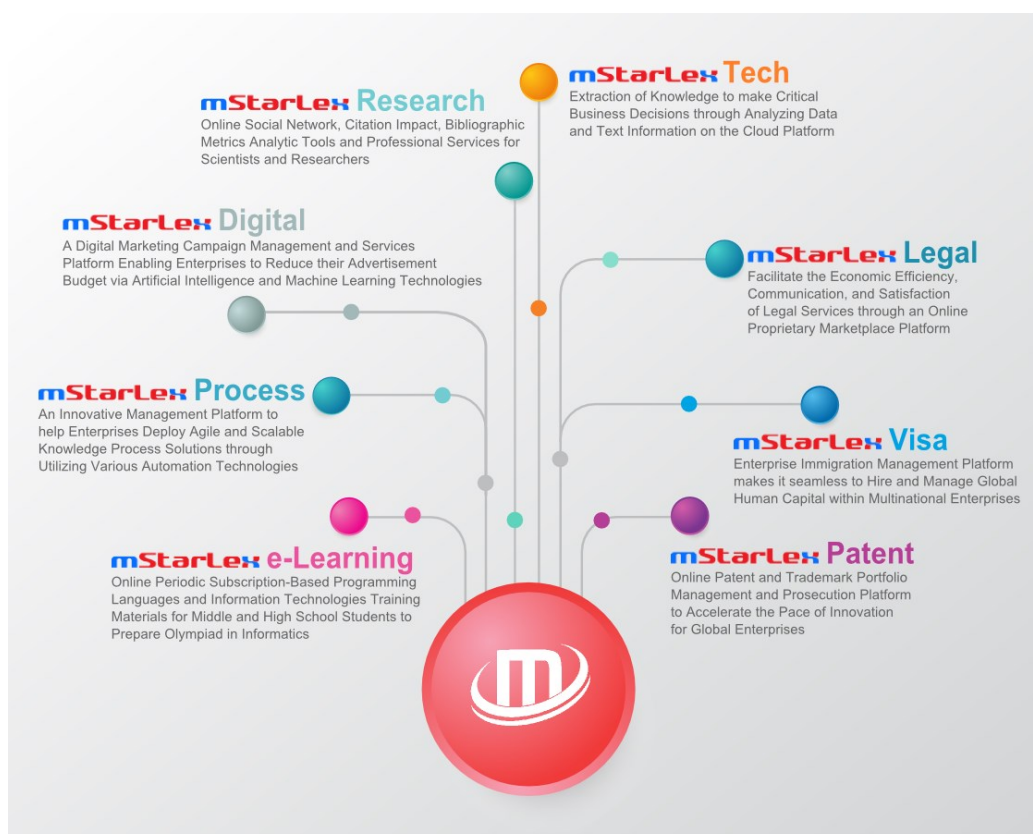 mStarLex Tech
Extraction of Knowledge to make Critical
Business Decisions through Analyzing Data
and Text Information on the Cloud Platform
mStarLex Research
Online Social Network, Citation Impact, Bibliographic
Metrics Analytic Tools and Professional Services for
Scientists and Researchers
mStarLex Digital
A Digital Marketing Campaign Management and Services
Platform Enabling Enterprises to Reduce their Advertisement
Budget via Artificial Intelligence and Machine Learning Technologies
mStarLex Legal
Facilitate the Economic Efficiency,
Communication, and Satisfaction
of Legal Services through an Online
Proprietary Marketplace Platform
mStarLex Process
An Innovative Management Platform to
help Enterprises Deploy Agile and Scalable
Knowledge Process Solutions through
Utilizing Various Automation Technologies
mStarLex Visa
Enterprise Immigration Management Platform
makes it seamless to Hire and Manage Global
Human Capital within Multinational Enterprises
mStarLex e-Learning
Online Periodic Subscription-Based Programming
Languages and Information Technologies Training
Materials for Middle and High School Students to
Prepare Olympiad in Informatics
mStarLex Patent
Online Patent and Trademark Portfolio
Management and Prosecution Platform
to Accelerate the Pace of Innovation
for Global Enterprises
m